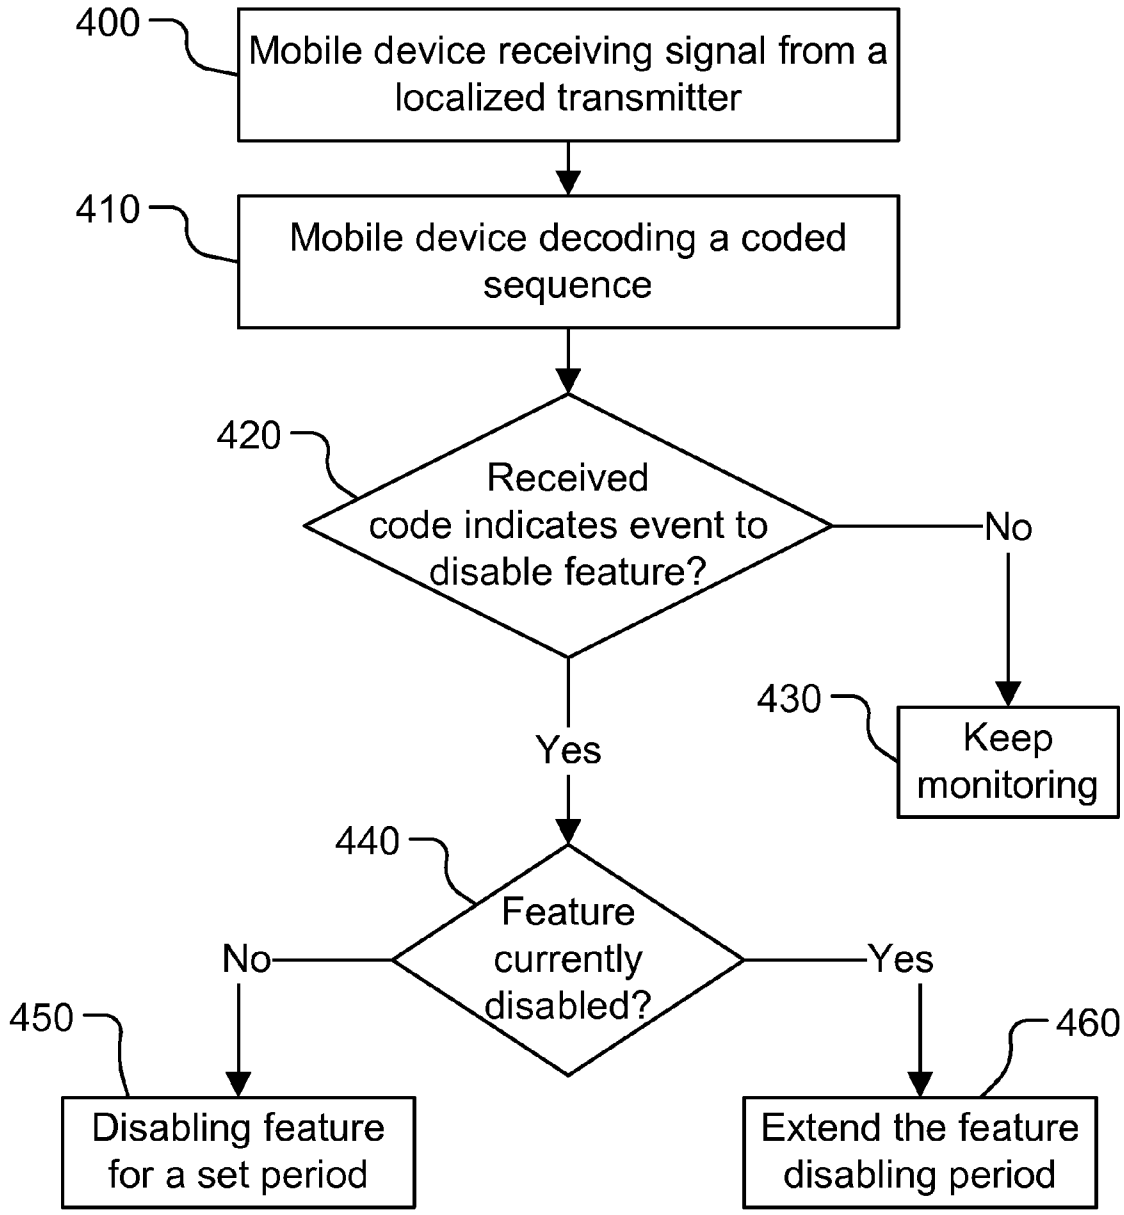 400
Mobile device receiving signal from a
localized transmitter
410
Mobile device decoding a coded
sequence
420
Received
code indicates event to
disable feature?
No
430
Keep
monitoring
Yes
440
Feature
currently
disabled?
No
Yes
450
460
Disabling feature
for a set period
Extend the feature
disabling period